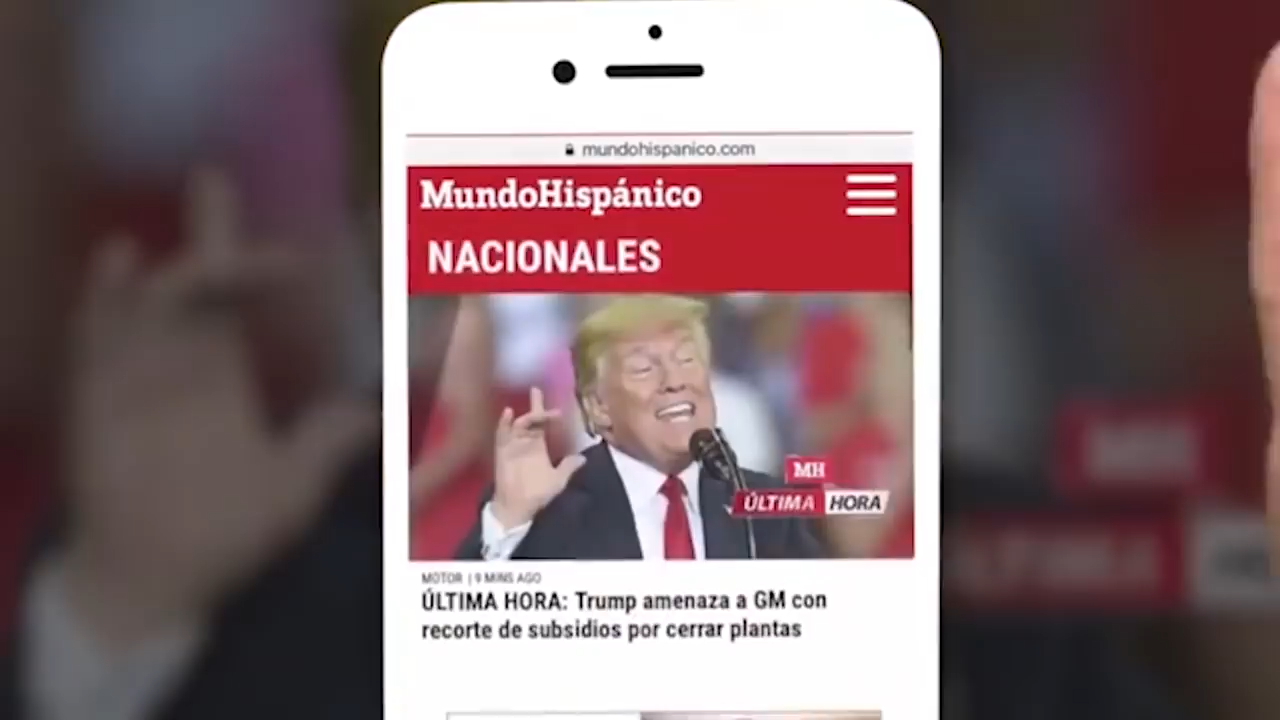 mundohispanico.com
MundoHispánico
NACIONALES
MH
ÚLTIMA HORA
MOTOR | 9 MINS AGO
ÚLTIMA HORA: Trump amenaza a GM con
recorte de subsidios por cerrar plantas